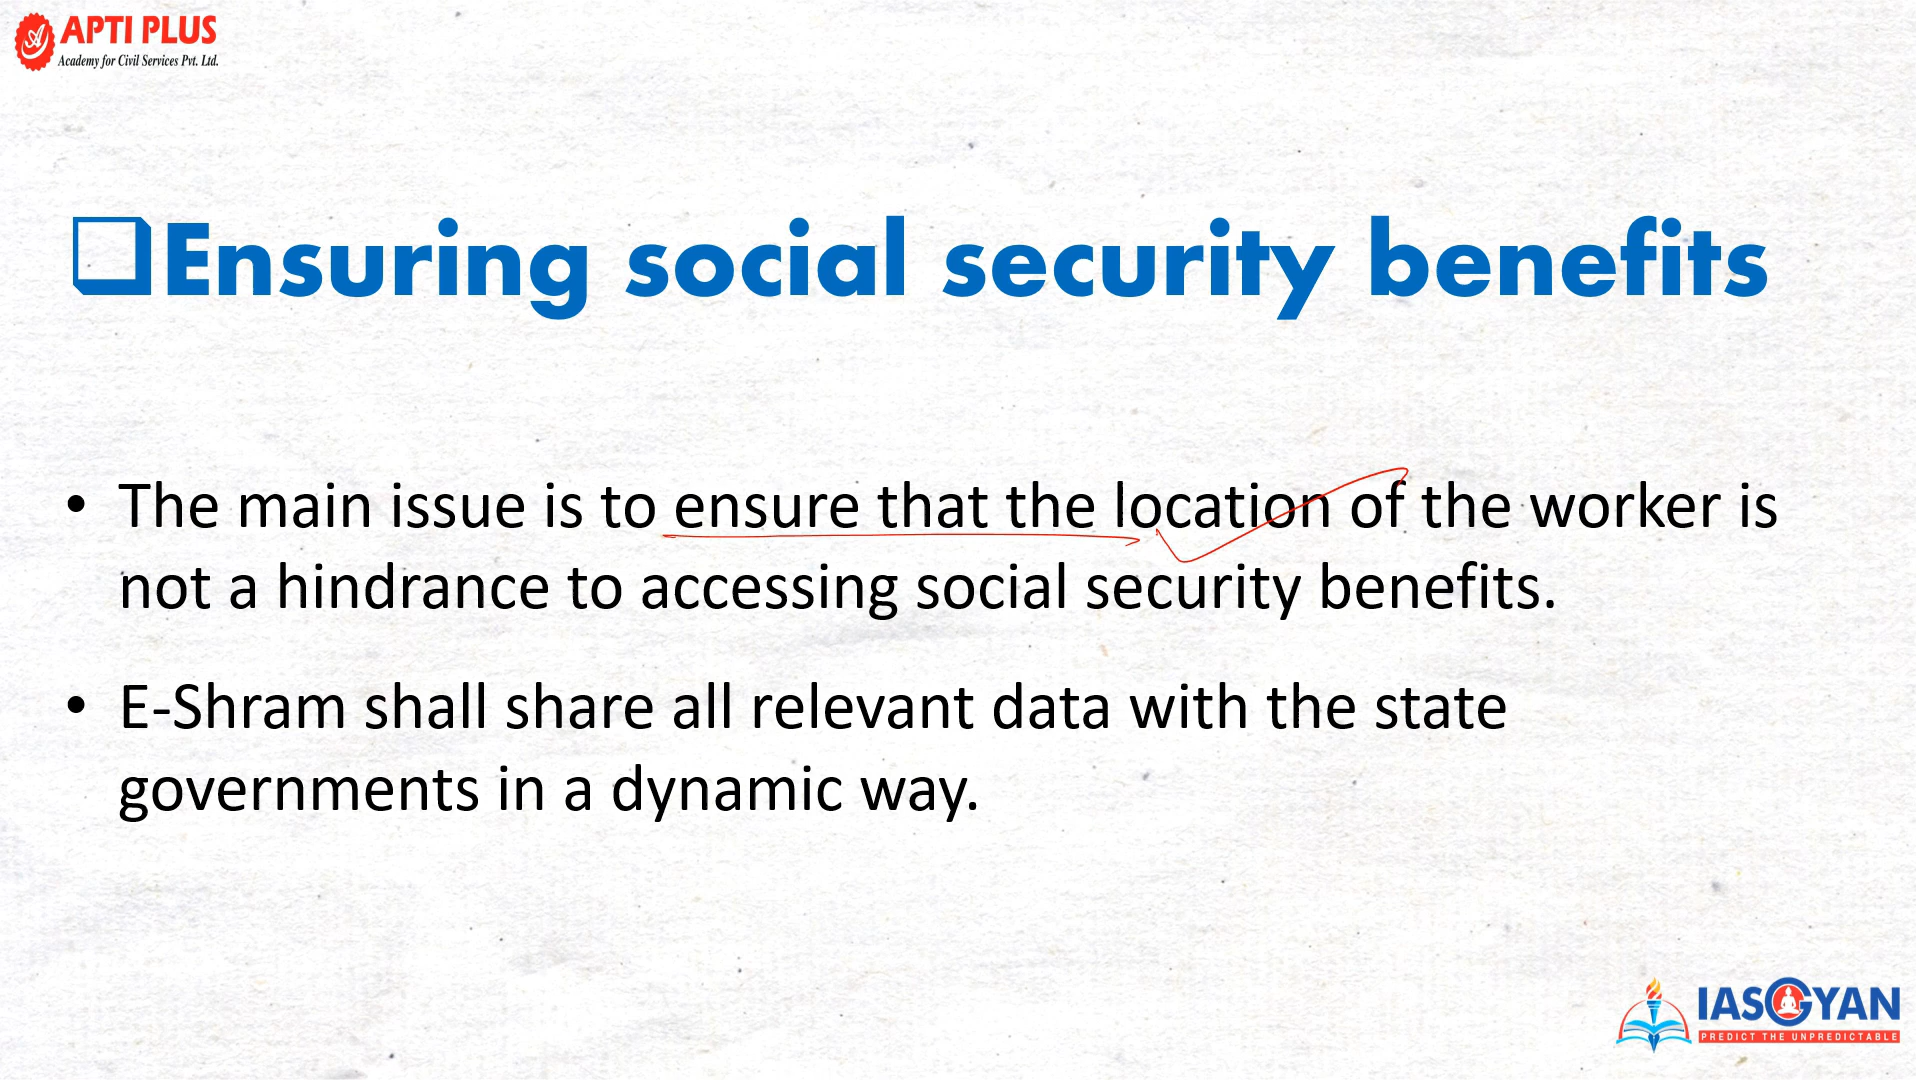 APTI PLUS
Academy for Civil Services Pvt. Ltd.
Ensuring social security benefits
• The main issue is to ensure that the location of the worker is
not a hindrance to accessing social security benefits.
• E-Shram shall share all relevant data with the state
governments in a dynamic way.
IASGYAN
PREDICT THE UNPREDICTABLE